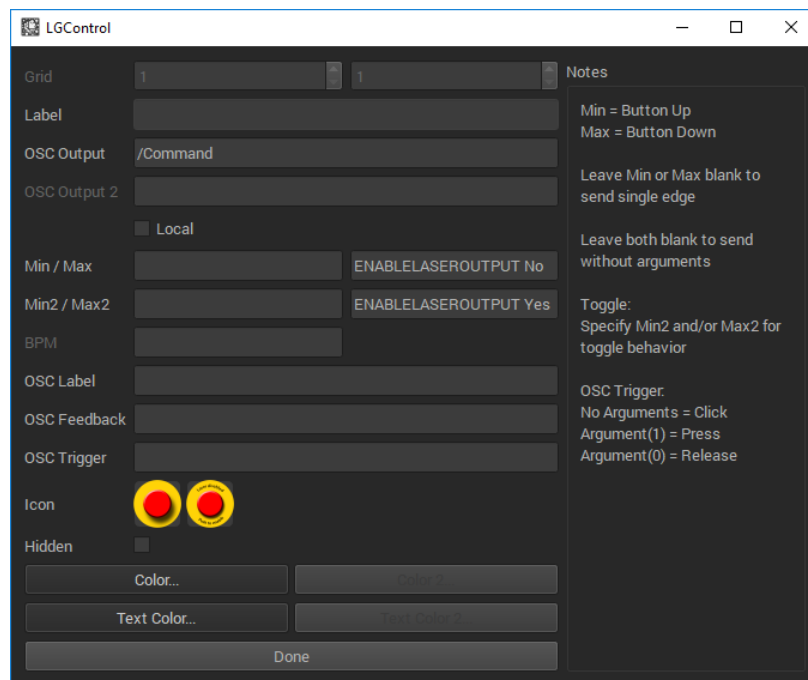 LGControl
Grid 1 1
Label
OSC Output /Command
OSC Output 2
Local
Min / Max ENABLELASEROUTPUT No
Min2 / Max2 ENABLELASEROUTPUT Yes
BPM
OSC Label
OSC Feedback
OSC Trigger
Icon
Hidden
Color...
Color 2...
Text Color...
Text Color 2...
Done
Notes
Min = Button Up
Max = Button Down
Leave Min or Max blank to
send single edge
Leave both blank to send
without arguments
Toggle:
Specify Min2 and/or Max2 for
toggle behavior
OSC Trigger:
No Arguments = Click
Argument(1) = Press
Argument(0) = Release